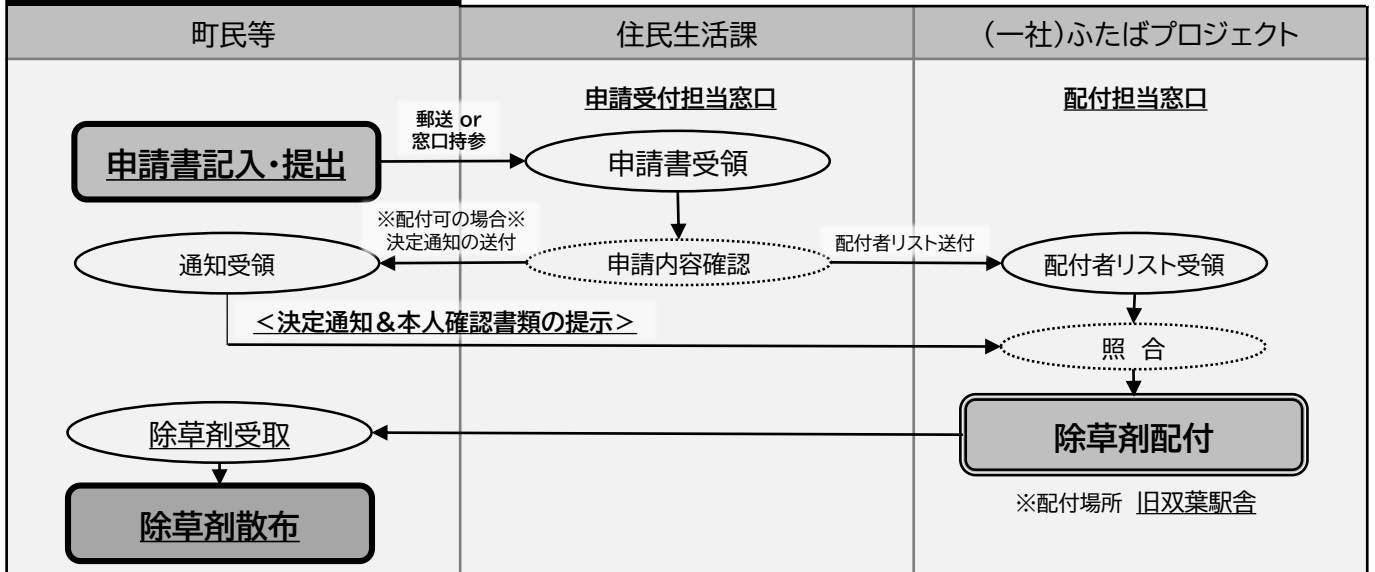 町民等
住民生活課
(一社)ふたばプロジェクト
申請受付担当窓口
配付担当窓口
郵送 or
窓口持参
申請書記入・提出
申請書受領
※配付可の場合※
決定通知の送付
配付者リスト送付
通知受領
申請内容確認
配付者リスト受領
<決定通知&本人確認書類の提示>
照 合
除草剤受取
除草剤配付
※配付場所 旧双葉駅舎
除草剤散布